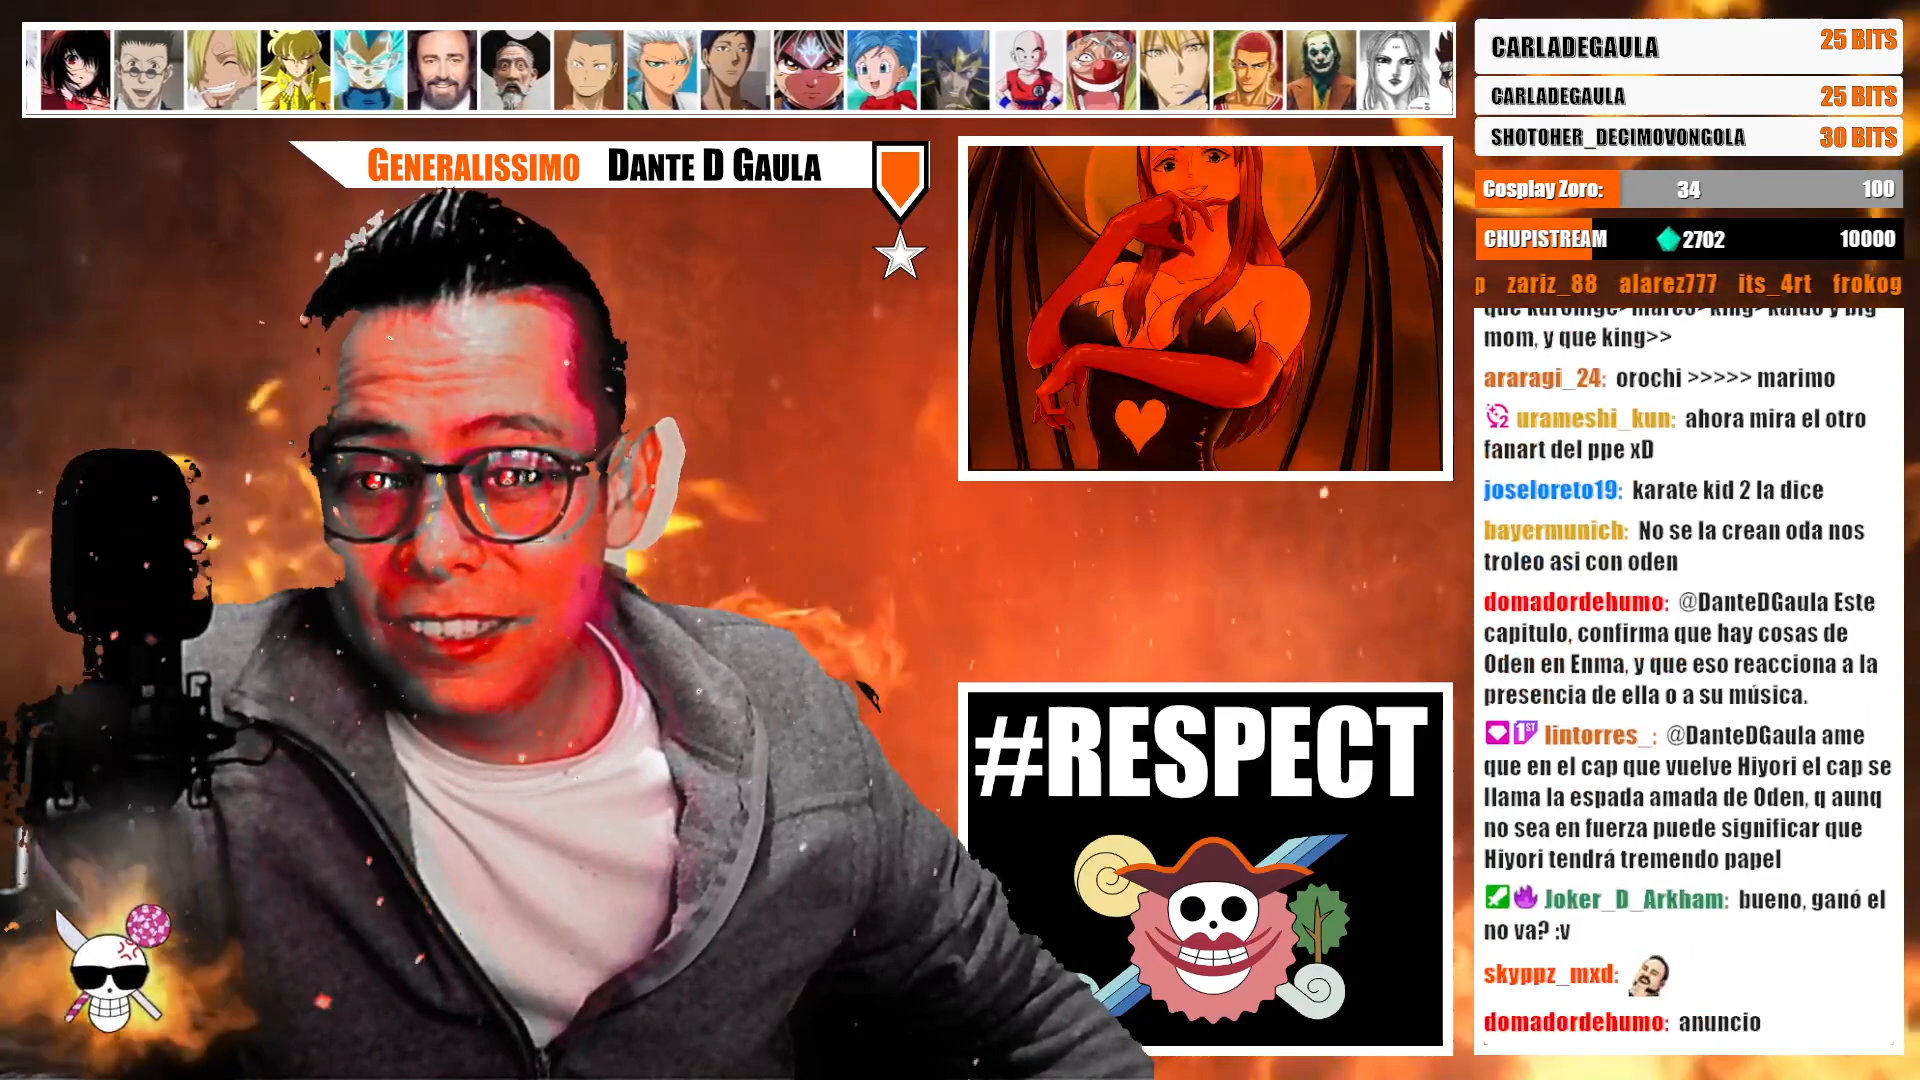 GENERALISSIMO DANTE D GAULA
#RESPECT
CARLADEGAULA 25 BITS
CARLADEGAULA 25 BITS
SHOTOHER_DECIMOVONGOLA 30 BITS
Cosplay Zoro: 34 100
CHUPISTREAM 2702 10000
p zariz_88 alarez777 its_4rt frokog
que kurohige> marco> king> kaido y big
mom, y que king>>
araragi_24: orochi >>>>> marimo
urameshi_kun: ahora mira el otro
fanart del ppe xD
joseloreto19: karate kid 2 la dice
bayermunich: No se la crean oda nos
troleo asi con oden
domadordehumo: @DanteDGaula Este
capitulo, confirma que hay cosas de
Oden en Enma, y que eso reacciona a la
presencia de ella o a su música.
lintorres_: @DanteDGaula ame
que en el cap que vuelve Hiyori el cap se
llama la espada amada de Oden, q aunq
no sea en fuerza puede significar que
Hiyori tendrá tremendo papel
Joker_D_Arkham: bueno, ganó el
no va? :v
skyppz_mxd:
domadordehumo: anuncio